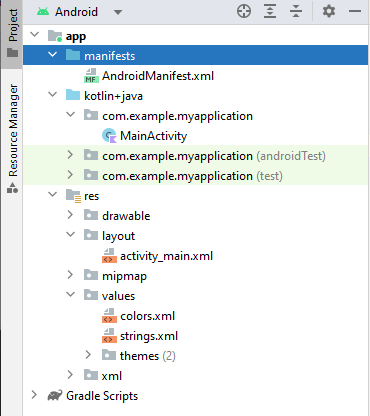 Project
Resource Manager
Android
app
manifests
AndroidManifest.xml
kotlin+java
com.example.myapplication
MainActivity
com.example.myapplication (androidTest)
com.example.myapplication (test)
res
drawable
layout
activity_main.xml
mipmap
values
colors.xml
strings.xml
themes (2)
xml
Gradle Scripts